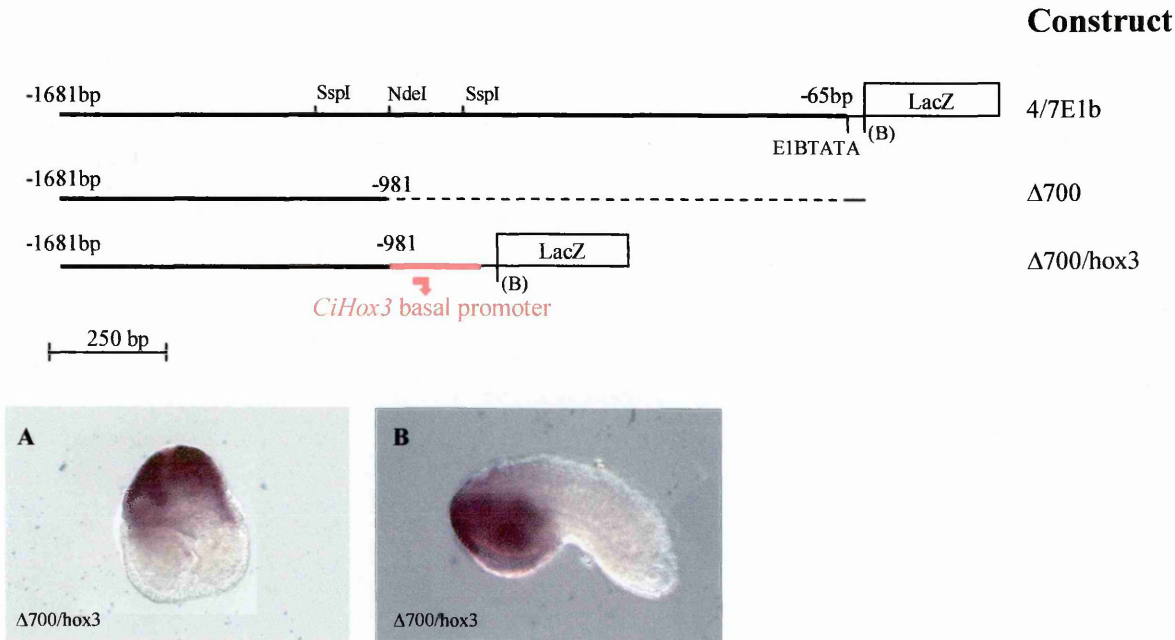 Construct
-1681bp SspI NdeI SspI -65bp LacZ 4/7E1b
(B)
E1BTATA
-1681bp -981 Δ700
-1681bp -981 LacZ Δ700/hox3
(B)
CiHox3 basal promoter
250 bp
A B
Δ700/hox3 Δ700/hox3